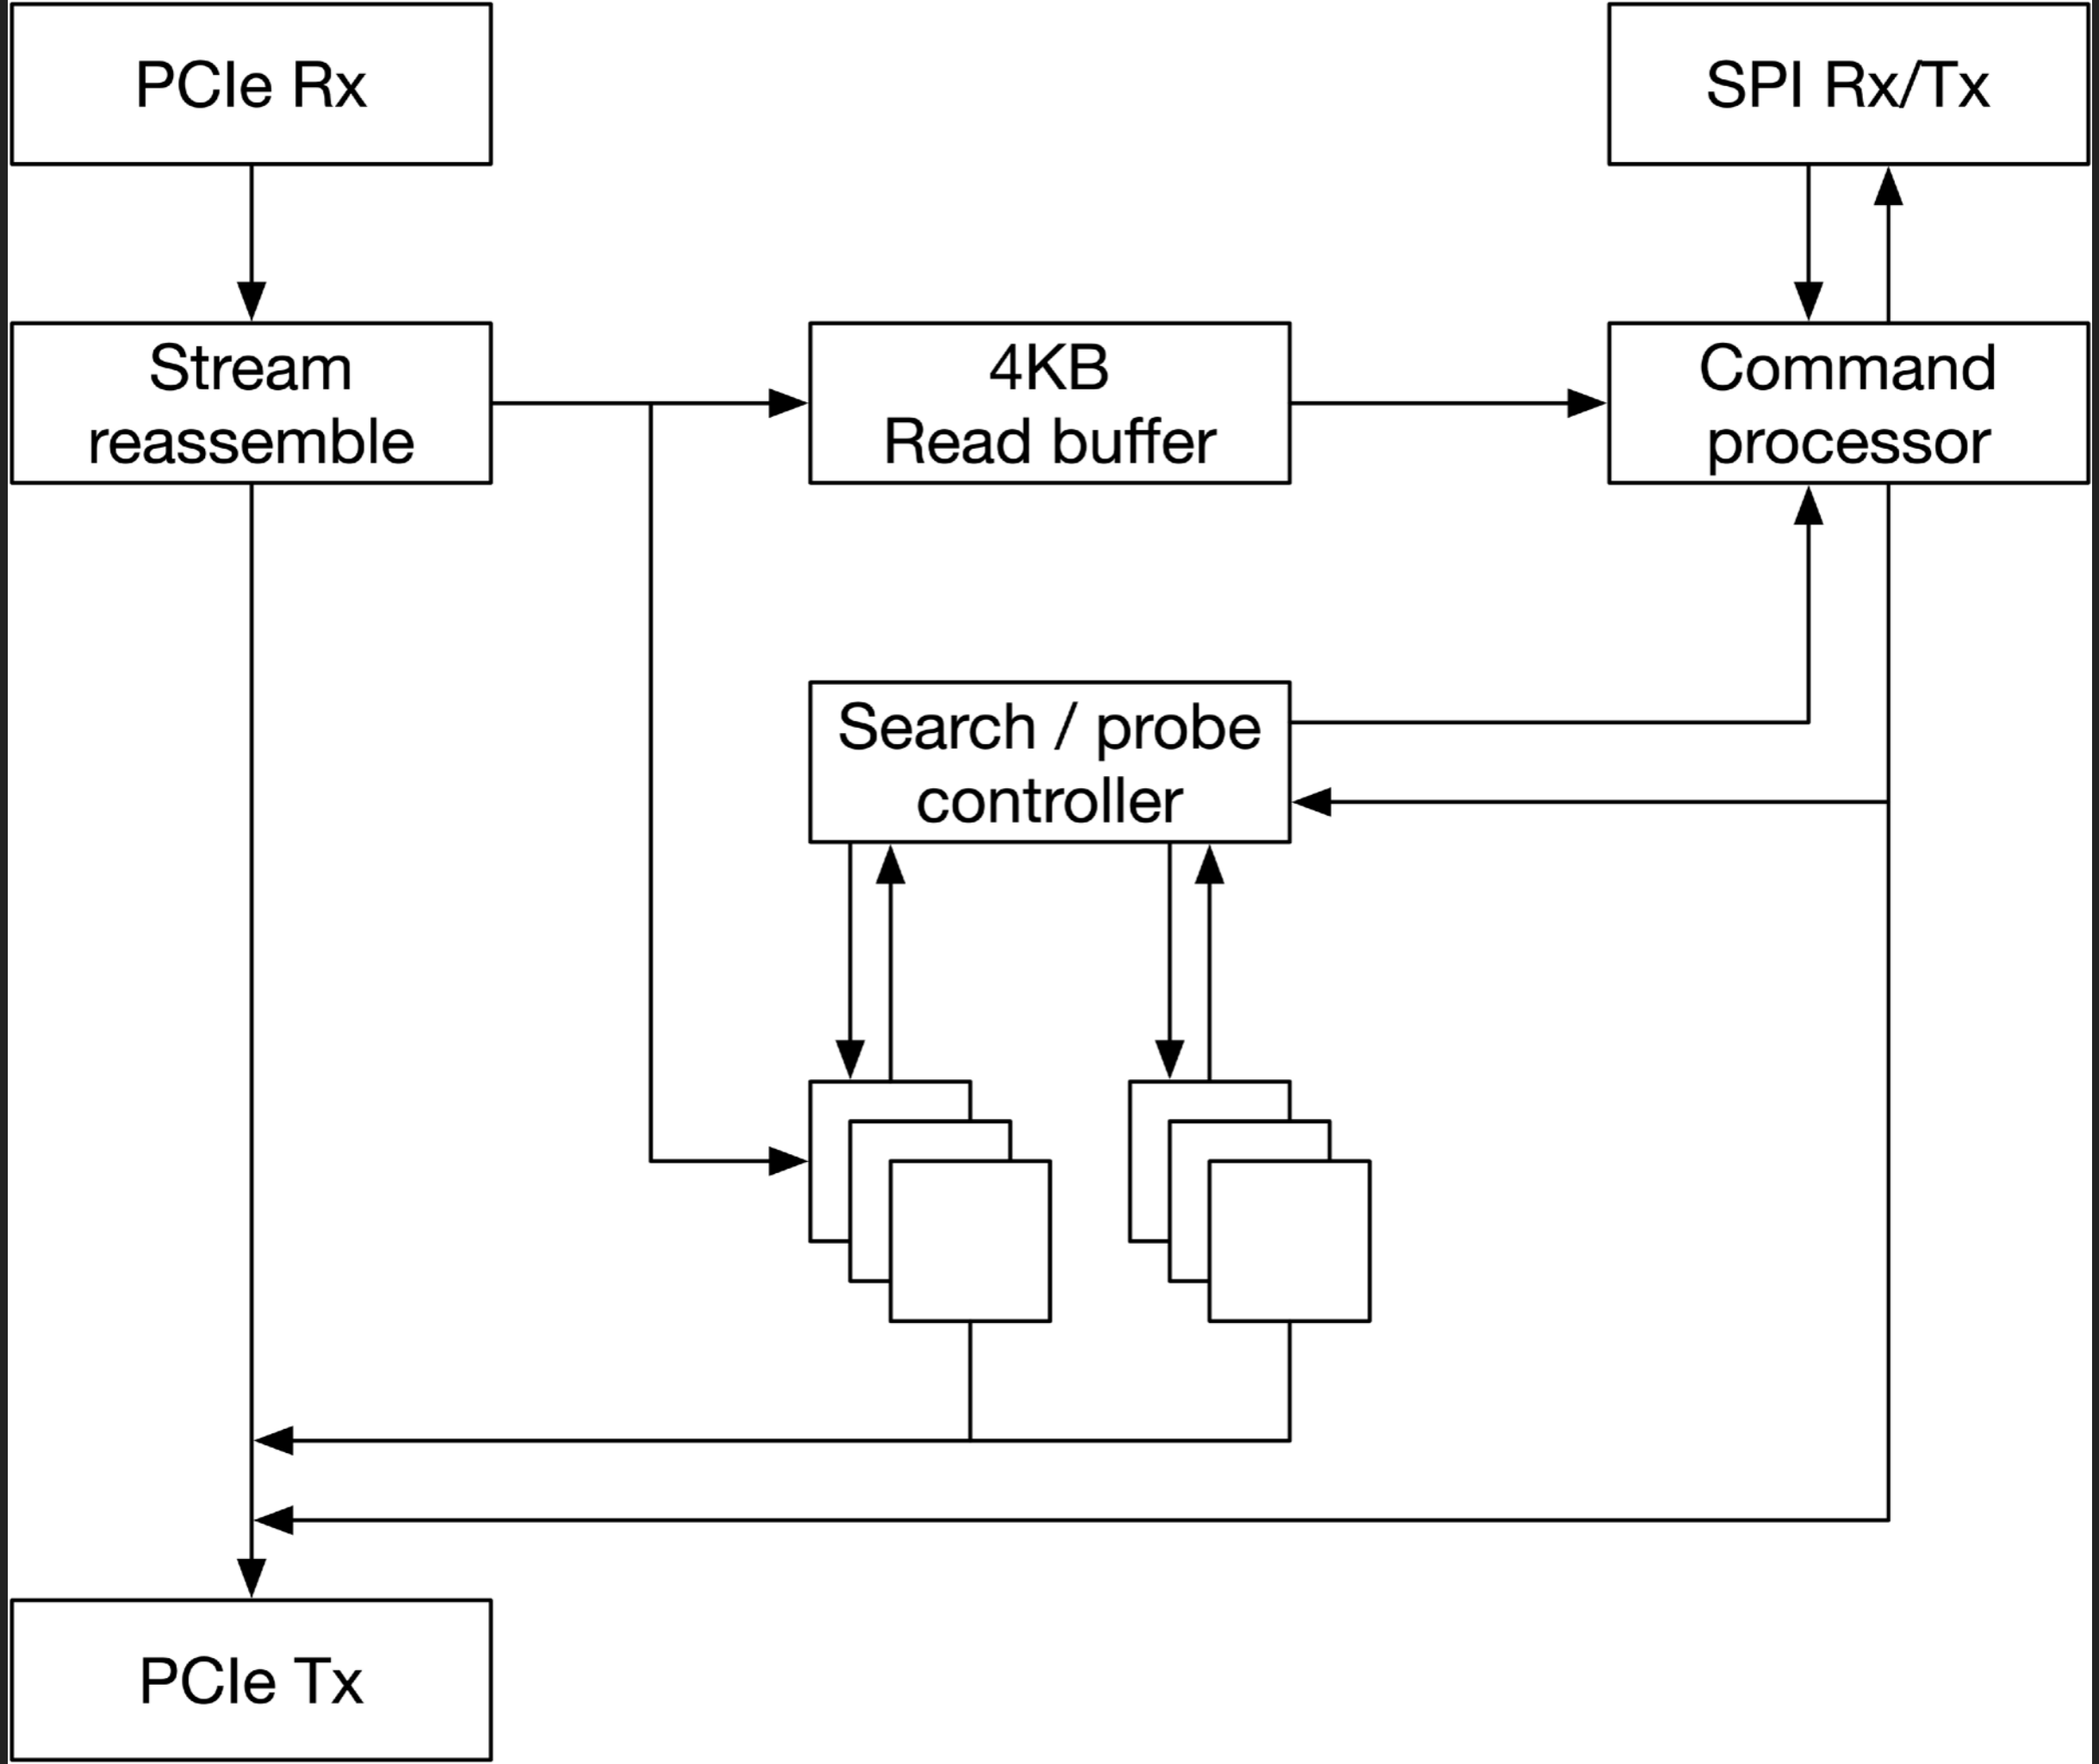 PCIe Rx
SPI Rx/Tx
Stream
reassemble
4KB
Read buffer
Command
processor
Search / probe
controller
PCIe Tx